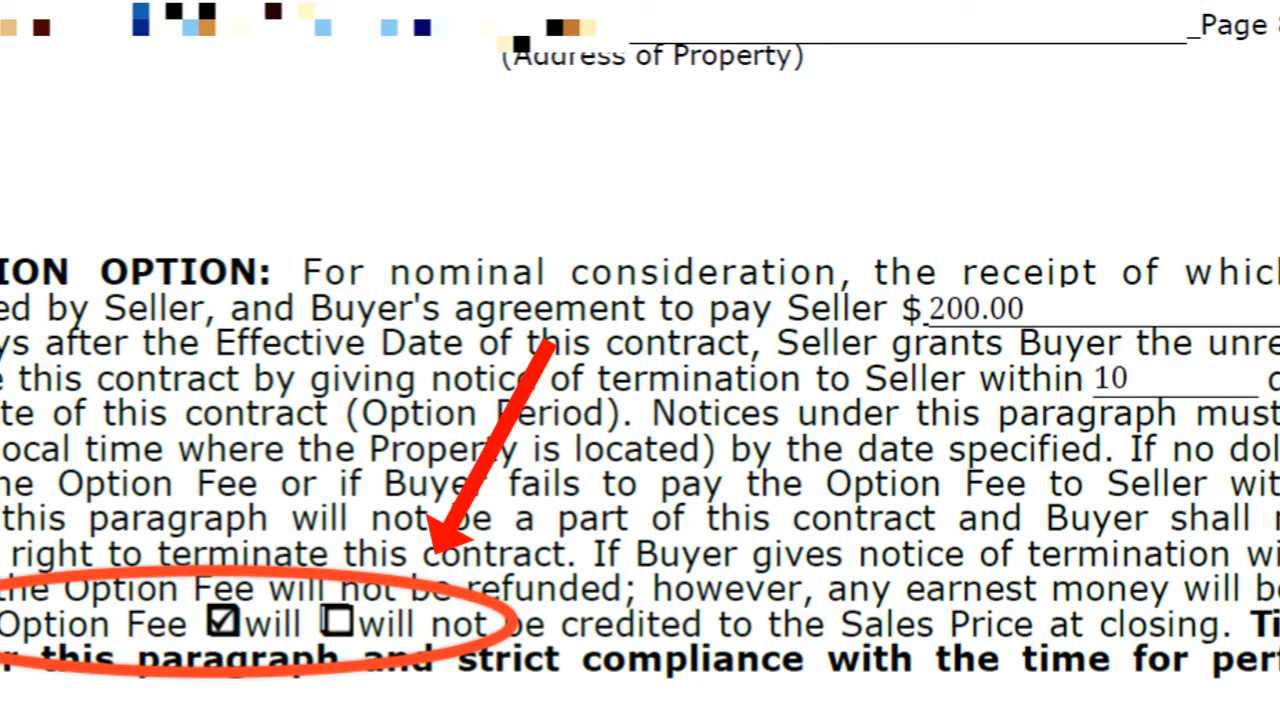 _Page
(Address of Property)
ION OPTION: For nominal consideration, the receipt of which
ed by Seller, and Buyer's agreement to pay Seller $ 200.00
ys after the Effective Date of this contract, Seller grants Buyer the unre
e this contract by giving notice of termination to Seller within 10
te of this contract (Option Period). Notices under this paragraph must
ocal time where the Property is located) by the date specified. If no dol
he Option Fee or if Buyer fails to pay the Option Fee to Seller wit
this paragraph will not be a part of this contract and Buyer shall
right to terminate this contract. If Buyer gives notice of termination wi
the Option Fee will not be refunded; however, any earnest money will be
Option Fee ☑will ☐will not be credited to the Sales Price at closing. Ti
r this paragraph and strict compliance with the time for perf